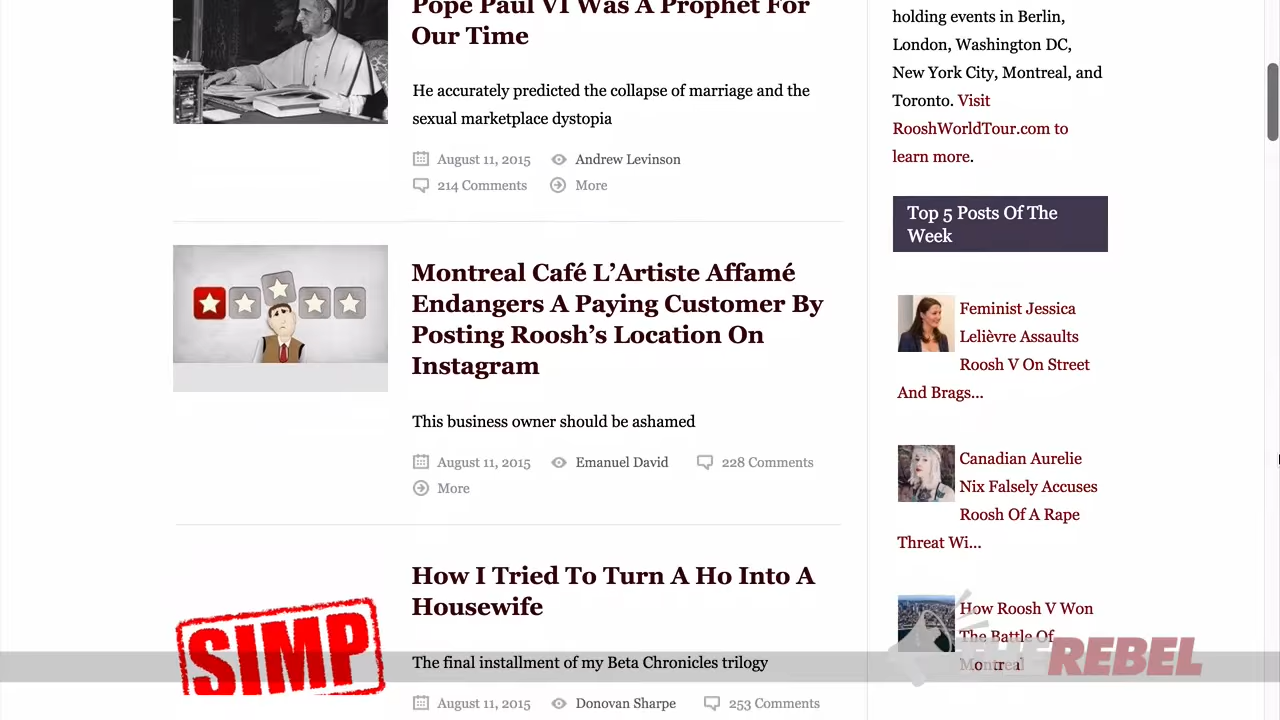 Pope Paul VI Was A Prophet For
Our Time
He accurately predicted the collapse of marriage and the
sexual marketplace dystopia
August 11, 2015 Andrew Levinson
214 Comments More
Montreal Café L’Artiste Affamé
Endangers A Paying Customer By
Posting Roosh’s Location On
Instagram
This business owner should be ashamed
August 11, 2015 Emanuel David 228 Comments
More
How I Tried To Turn A Ho Into A
Housewife
SIMP
The final installment of my Beta Chronicles trilogy
August 11, 2015 Donovan Sharpe 253 Comments
holding events in Berlin,
London, Washington DC,
New York City, Montreal, and
Toronto. Visit
RooshWorldTour.com to
learn more.
Top 5 Posts Of The
Week
Feminist Jessica
Lelièvre Assaults
Roosh V On Street
And Brags...
Canadian Aurelie
Nix Falsely Accuses
Roosh Of A Rape
Threat Wi...
How Roosh V Won
The Battle Of
Montreal
THE REBEL